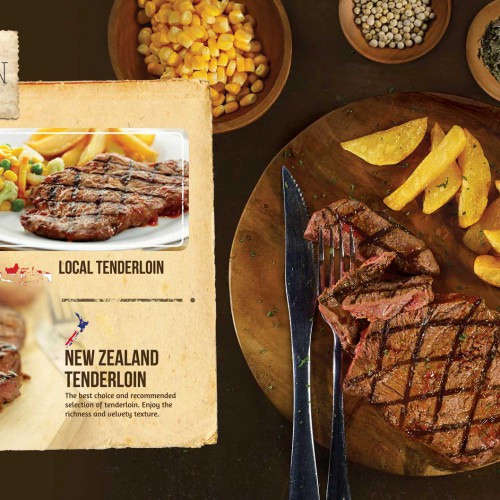 N
LOCAL TENDERLOIN
NEW ZEALAND
TENDERLOIN
The best choice and recommended
selection of tenderloin. Enjoy the
richness and velvety texture.